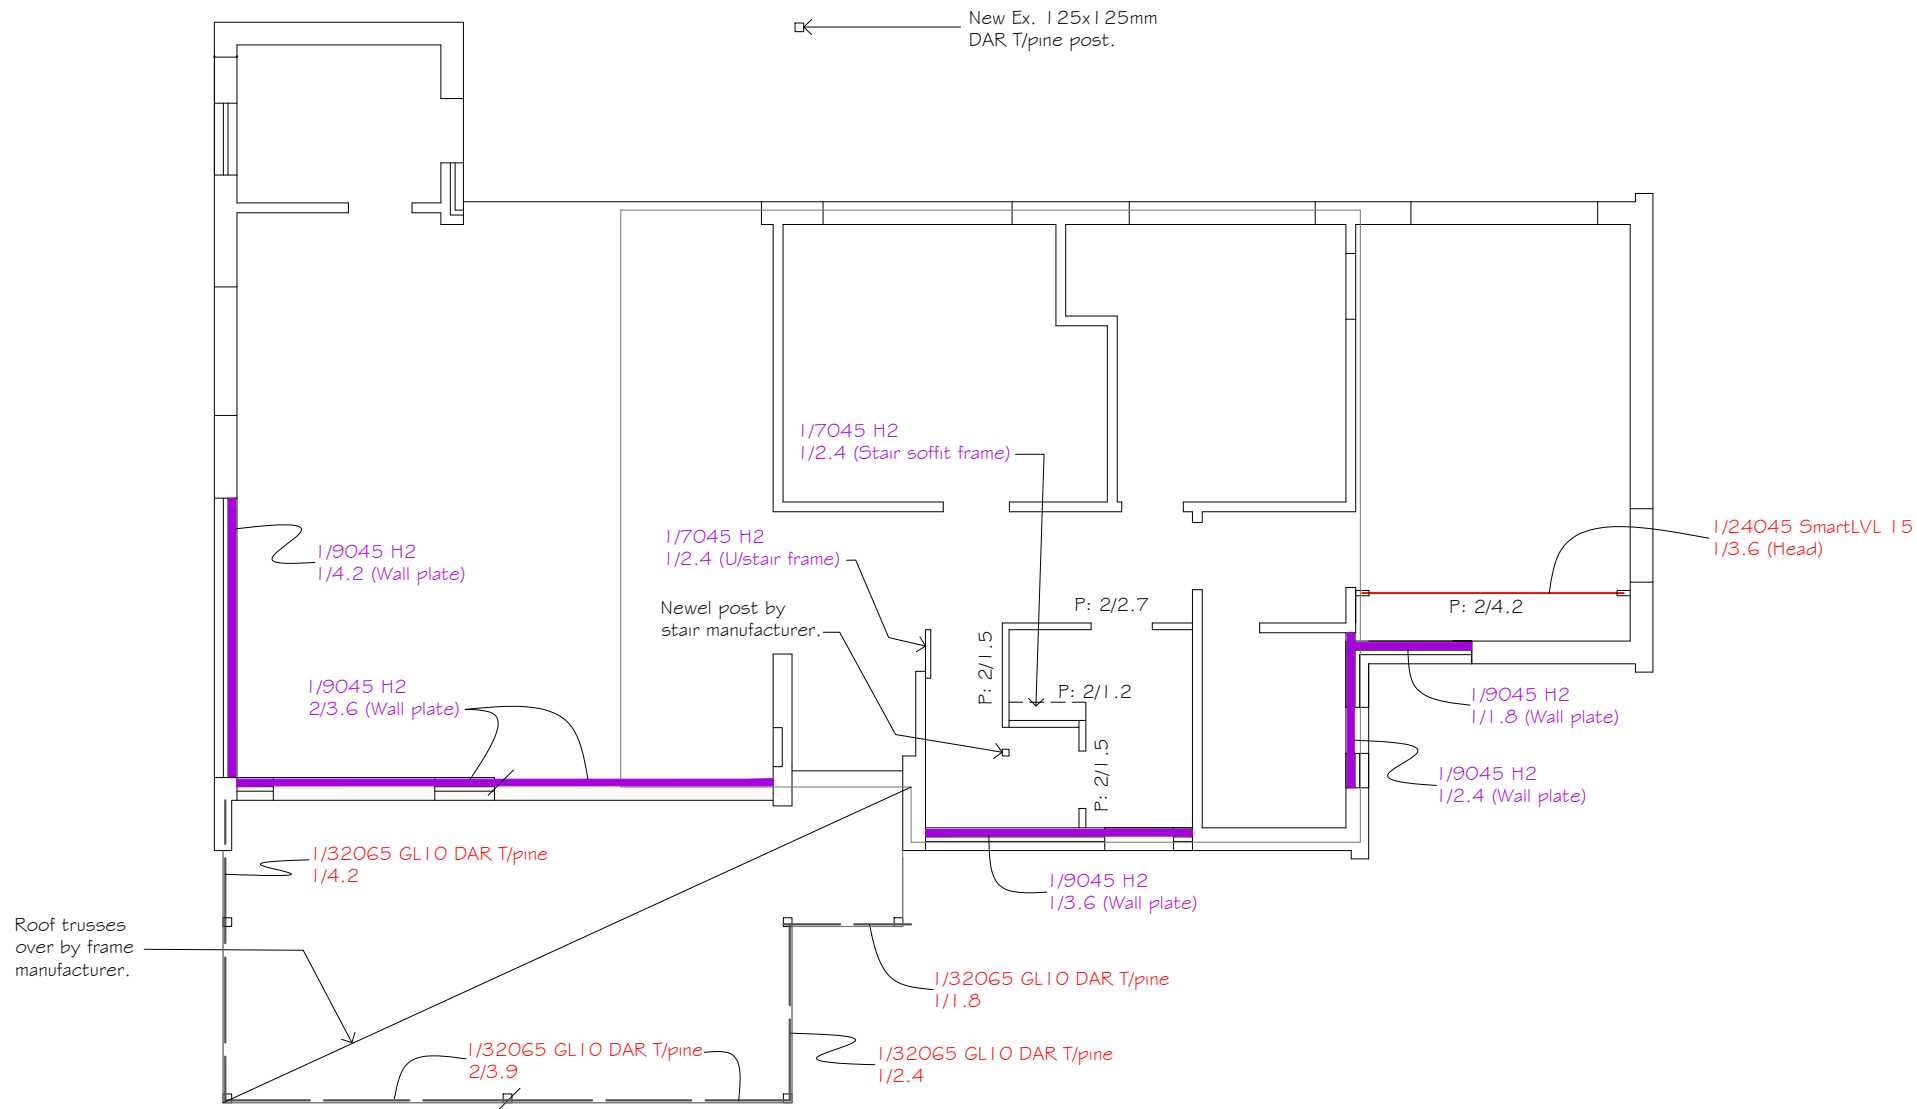 New Ex. 125x125mm
DAR T/pine post.
1/7045 H2
1/2.4 (Stair soffit frame)
1/7045 H2
1/2.4 (U/stair frame)
1/9045 H2
1/4.2 (Wall plate)
1/24045 SmartLVL 15
1/3.6 (Head)
P: 2/4.2
Newel post by
stair manufacturer.
P: 2/2.7
P: 2/1.5
P: 2/1.2
P: 2/1.5
1/9045 H2
2/3.6 (Wall plate)
1/9045 H2
1/1.8 (Wall plate)
1/9045 H2
1/2.4 (Wall plate)
1/32065 GL10 DAR T/pine
1/4.2
1/9045 H2
1/3.6 (Wall plate)
Roof trusses
over by frame
manufacturer.
1/32065 GL10 DAR T/pine
1/1.8
1/32065 GL10 DAR T/pine
2/3.9
1/32065 GL10 DAR T/pine
1/2.4